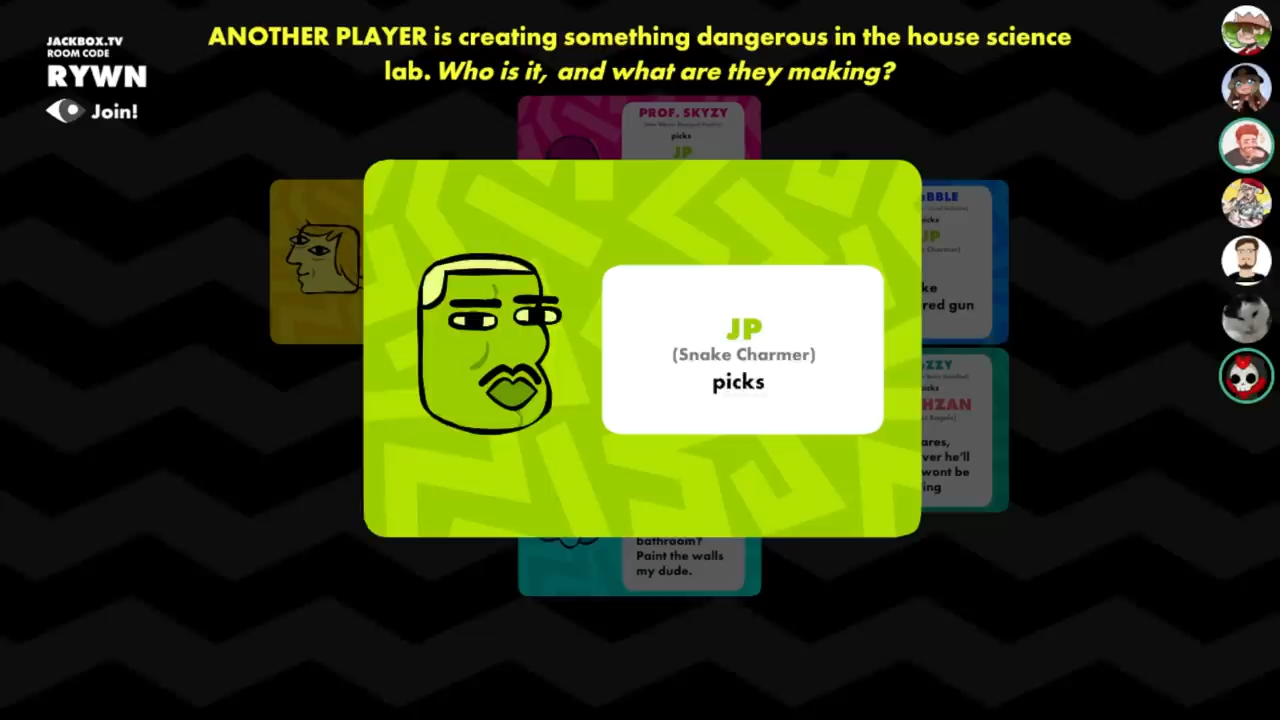 JACKBOX.TV
ROOM CODE
RYWN
Join!
ANOTHER PLAYER is creating something dangerous in the house science
lab. Who is it, and what are they making?
PROF. SKYZY
picks
JP
JP
(Snake Charmer)
picks
BBLE
picks
JP
red gun
ZZY
HZAN
ares,
ver he'll
wont be
ing
bathroom?
Paint the walls
my dude.